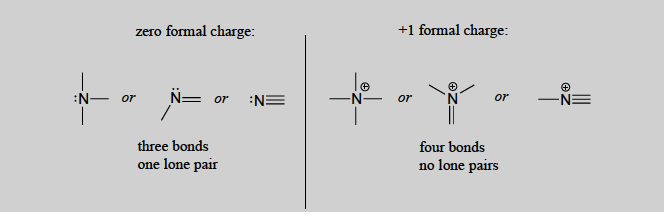 zero formal charge:
:N or N̈ or :N
three bonds
one lone pair
+1 formal charge:
N⊕ or N⊕ or N⊕
four bonds
no lone pairs